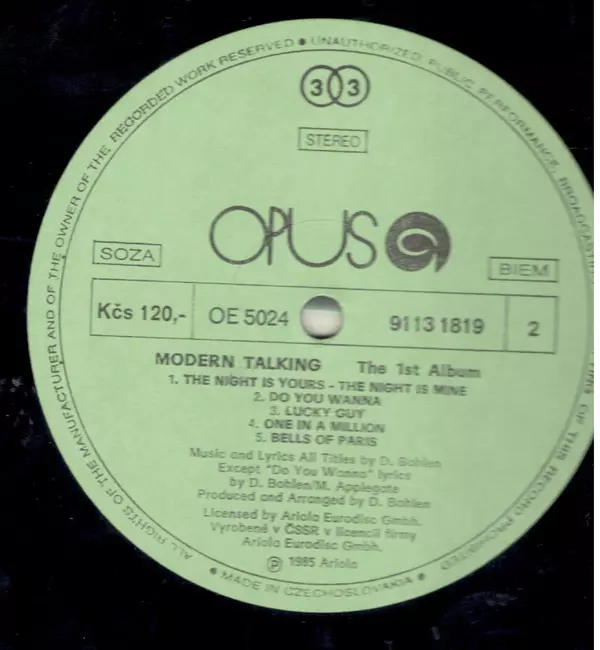 ALL RIGHTS OF THE MANUFACTURER AND OF THE OWNER OF THE RECORDED WORK RESERVED • UNAUTHORIZED PUBLIC PERFORMANCE, BROADCASTING
OF THIS RECORD PROHIBITED
• MADE IN CZECHOSLOVAKIA •
33
STEREO
OPUS
SOZA
BIEM
Kčs 120,- OE 5024 9113 1819 2
MODERN TALKING The 1st Album
1. THE NIGHT IS YOURS - THE NIGHT IS MINE
2. DO YOU WANNA
3. LUCKY GUY
4. ONE IN A MILLION
5. BELLS OF PARIS
Music and Lyrics All Titles by D. Bohlen
Except "Do You Wanna" lyrics
by D. Bohlen/M. Applegate
Produced and Arranged by D. Bohlen
Licensed by Ariola Eurodisc Gmbh.
Vyrobené v ČSSR v licencii firmy
Ariola Eurodisc Gmbh.
℗ 1985 Ariola